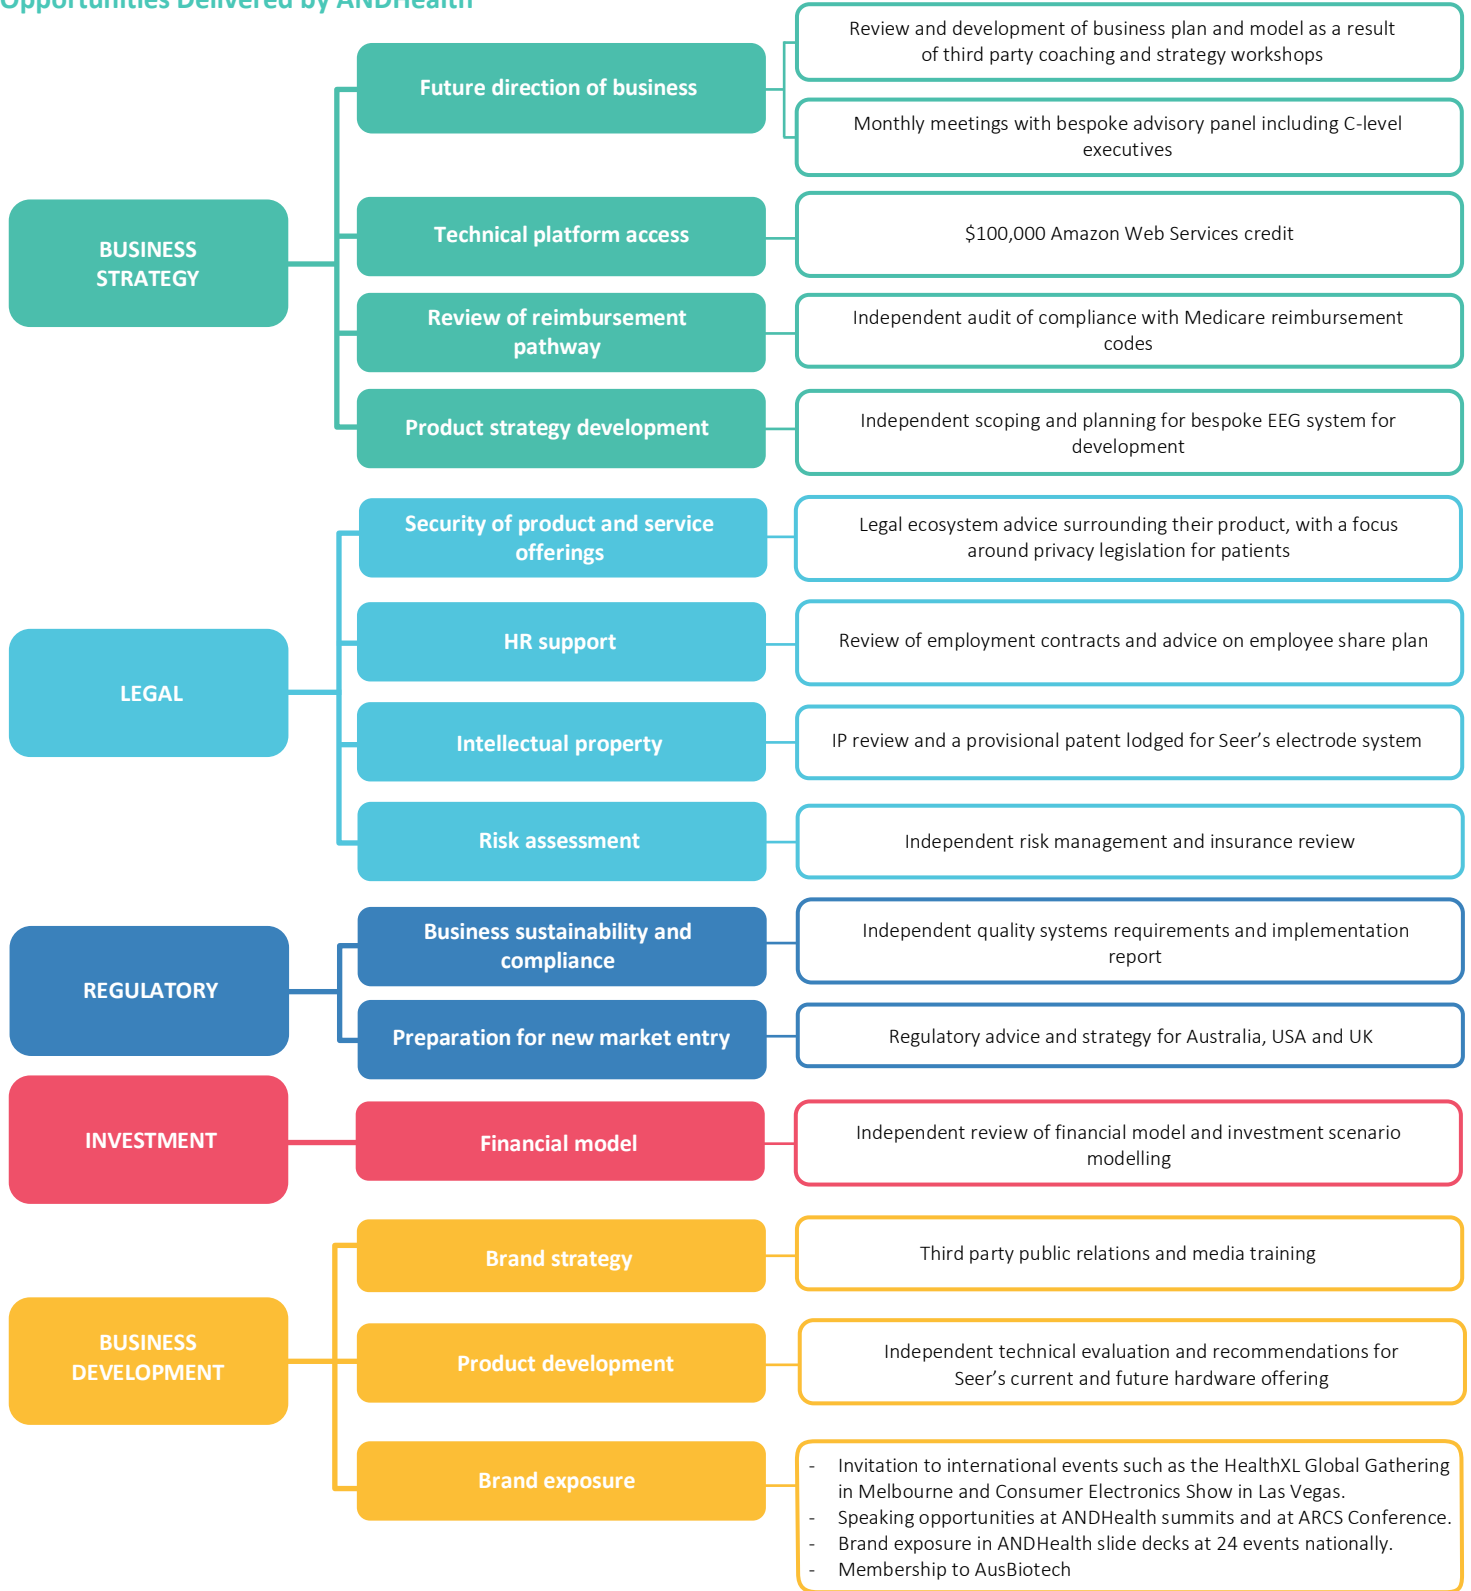 Opportunities Delivered by ANDHealth
BUSINESS
STRATEGY
Future direction of business
Review and development of business plan and model as a result
of third party coaching and strategy workshops
Monthly meetings with bespoke advisory panel including C-level
executives
Technical platform access
$100,000 Amazon Web Services credit
Review of reimbursement
pathway
Independent audit of compliance with Medicare reimbursement
codes
Product strategy development
Independent scoping and planning for bespoke EEG system for
development
LEGAL
Security of product and service
offerings
Legal ecosystem advice surrounding their product, with a focus
around privacy legislation for patients
HR support
Review of employment contracts and advice on employee share plan
Intellectual property
IP review and a provisional patent lodged for Seer’s electrode system
Risk assessment
Independent risk management and insurance review
REGULATORY
Business sustainability and
compliance
Independent quality systems requirements and implementation
report
Preparation for new market entry
Regulatory advice and strategy for Australia, USA and UK
INVESTMENT
Financial model
Independent review of financial model and investment scenario
modelling
BUSINESS
DEVELOPMENT
Brand strategy
Third party public relations and media training
Product development
Independent technical evaluation and recommendations for
Seer’s current and future hardware offering
Brand exposure
- Invitation to international events such as the HealthXL Global Gathering
in Melbourne and Consumer Electronics Show in Las Vegas.
- Speaking opportunities at ANDHealth summits and at ARCS Conference.
- Brand exposure in ANDHealth slide decks at 24 events nationally.
- Membership to AusBiotech